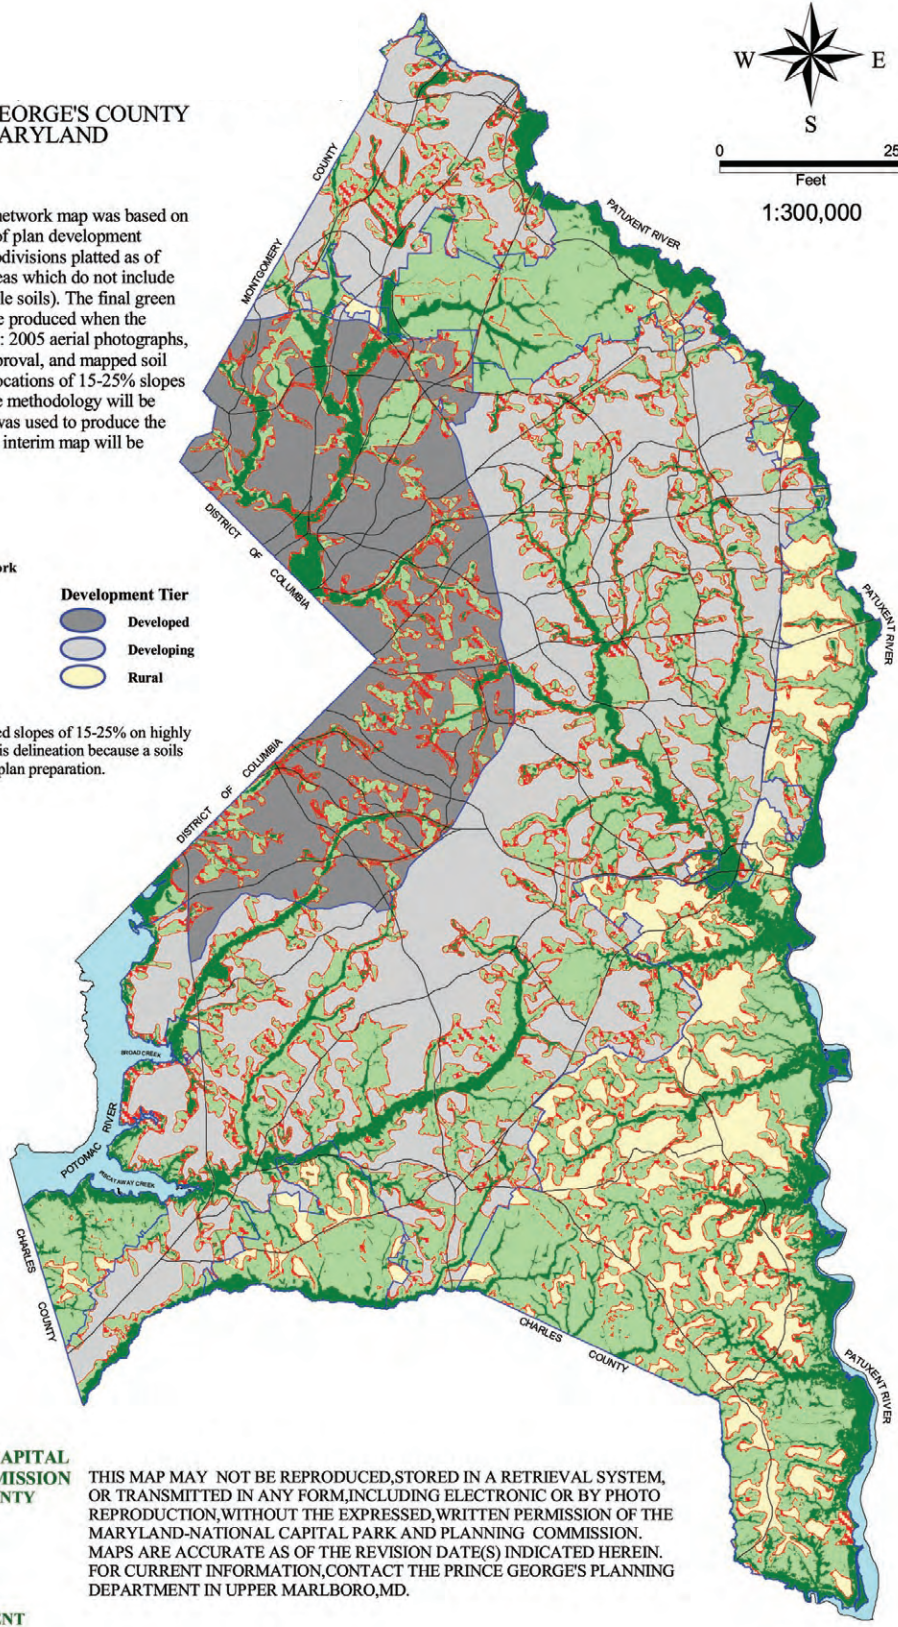 EORGE'S COUNTY
ARYLAND
W
E
S
0
25
Feet
1:300,000
network map was based on
of plan development
bdivisions platted as of
eas which do not include
le soils). The final green
e produced when the
: 2005 aerial photographs,
proval, and mapped soil
ocations of 15-25% slopes
e methodology will be
was used to produce the
interim map will be
COUNTY
MONTGOMERY
PATUXENT RIVER
DISTRICT OF COLUMBIA
ork
Development Tier
Developed
Developing
Rural
PATUXENT RIVER
ed slopes of 15-25% on highly
is delineation because a soils
plan preparation.
DISTRICT OF COLUMBIA
BROAD CREEK
POTOMAC RIVER
PISCATAWAY CREEK
CHARLES COUNTY
CHARLES COUNTY
PATUXENT RIVER
APITAL
MISSION
NTY
THIS MAP MAY NOT BE REPRODUCED,STORED IN A RETRIEVAL SYSTEM,
OR TRANSMITTED IN ANY FORM,INCLUDING ELECTRONIC OR BY PHOTO
REPRODUCTION,WITHOUT THE EXPRESSED,WRITTEN PERMISSION OF THE
MARYLAND-NATIONAL CAPITAL PARK AND PLANNING COMMISSION.
MAPS ARE ACCURATE AS OF THE REVISION DATE(S) INDICATED HEREIN.
FOR CURRENT INFORMATION,CONTACT THE PRINCE GEORGE'S PLANNING
DEPARTMENT IN UPPER MARLBORO,MD.
ENT